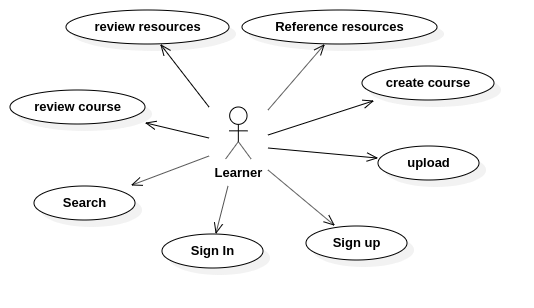 review resources
Reference resources
create course
review course
upload
Learner
Search
Sign In
Sign up